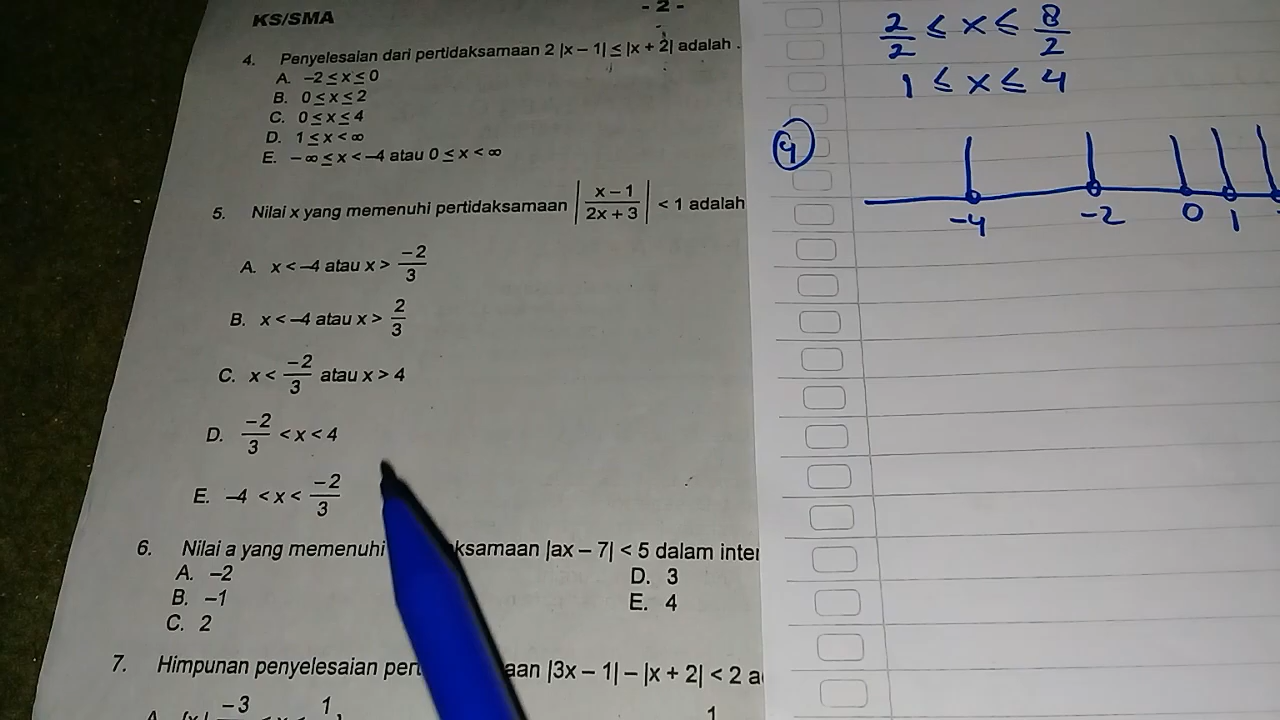 KS/SMA
- 2 -
4. Penyelesaian dari pertidaksamaan 2 |x – 1| ≤ |x + 2| adalah .
A. –2 ≤ x ≤ 0
B. 0 ≤ x ≤ 2
C. 0 ≤ x ≤ 4
D. 1 ≤ x < ∞
E. – ∞ ≤ x < –4 atau 0 ≤ x < ∞
5. Nilai x yang memenuhi pertidaksamaan |(x – 1)/(2x + 3)| < 1 adalah
A. x < –4 atau x > –2/3
B. x < –4 atau x > 2/3
C. x < –2/3 atau x > 4
D. –2/3 < x < 4
E. –4 < x < –2/3
6. Nilai a yang memenuhi ksamaan |ax – 7| < 5 dalam inter
A. –2
B. –1
C. 2
D. 3
E. 4
7. Himpunan penyelesaian per aan |3x – 1| – |x + 2| < 2 a
2/2 ≤ x ≤ 8/2
1 ≤ x ≤ 4
4
-4 -2 0 1